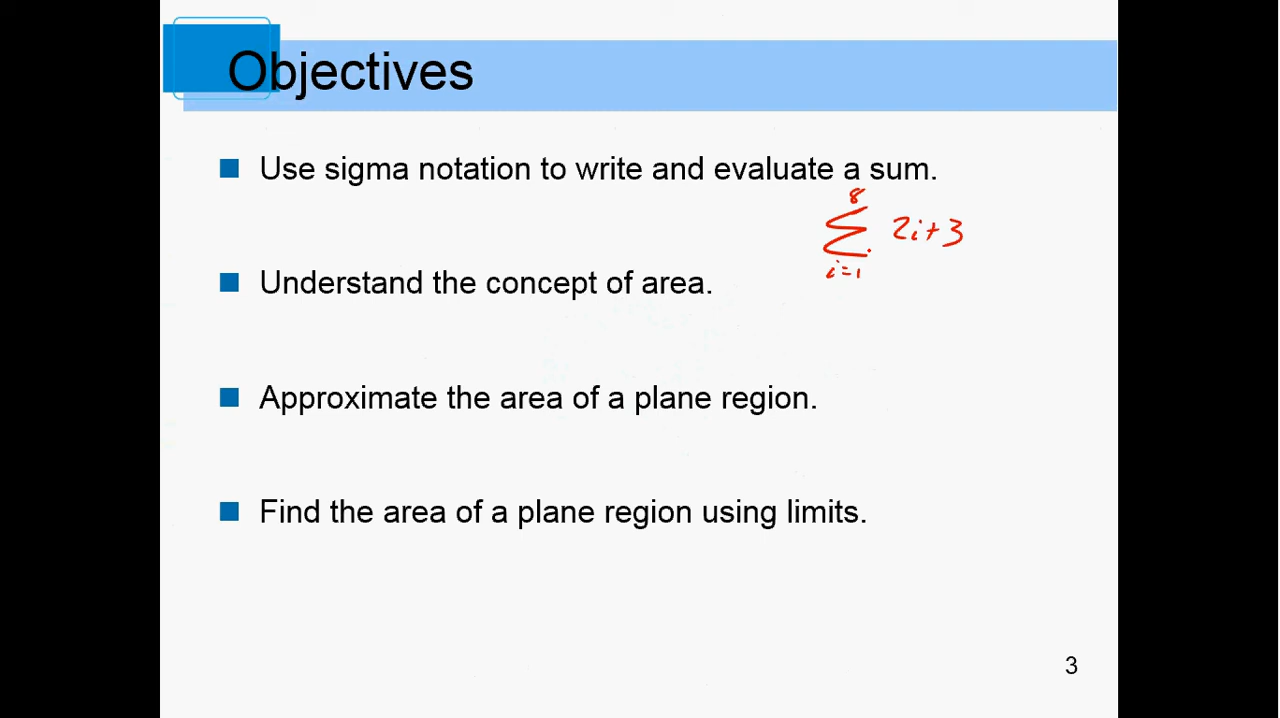 Objectives
Use sigma notation to write and evaluate a sum.
8
Σ 2i+3
i=1
Understand the concept of area.
Approximate the area of a plane region.
Find the area of a plane region using limits.
3